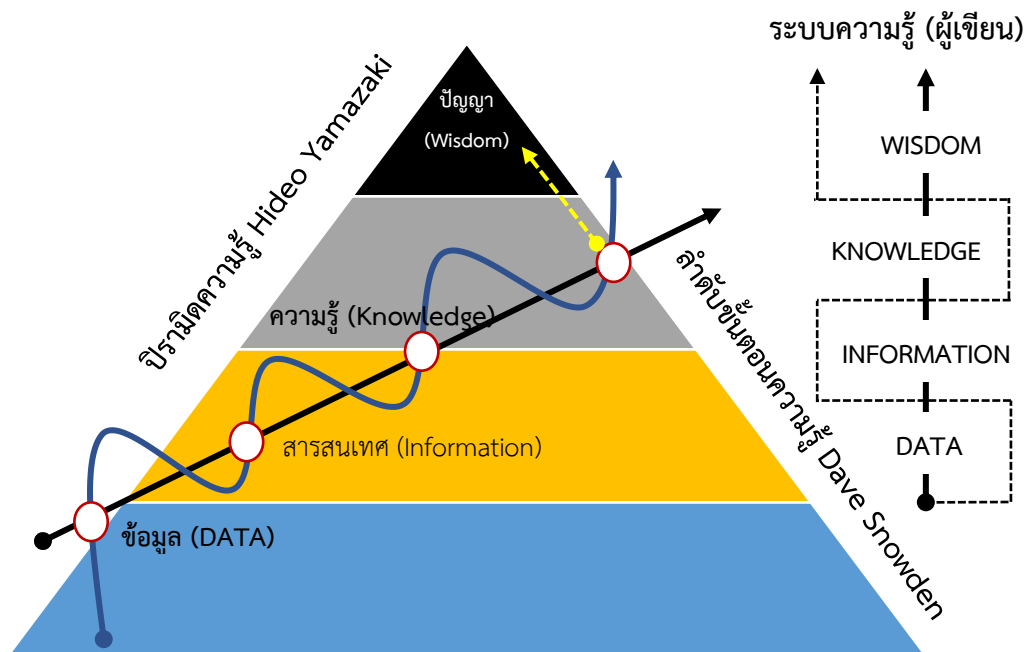 ระบบความรู้ (ผู้เขียน)
ปิรามิดความรู้ Hideo Yamazaki
ปัญญา
(Wisdom)
ความรู้ (Knowledge)
สารสนเทศ (Information)
ข้อมูล (DATA)
ลำดับขั้นตอนความรู้ Dave Snowden
WISDOM
KNOWLEDGE
INFORMATION
DATA